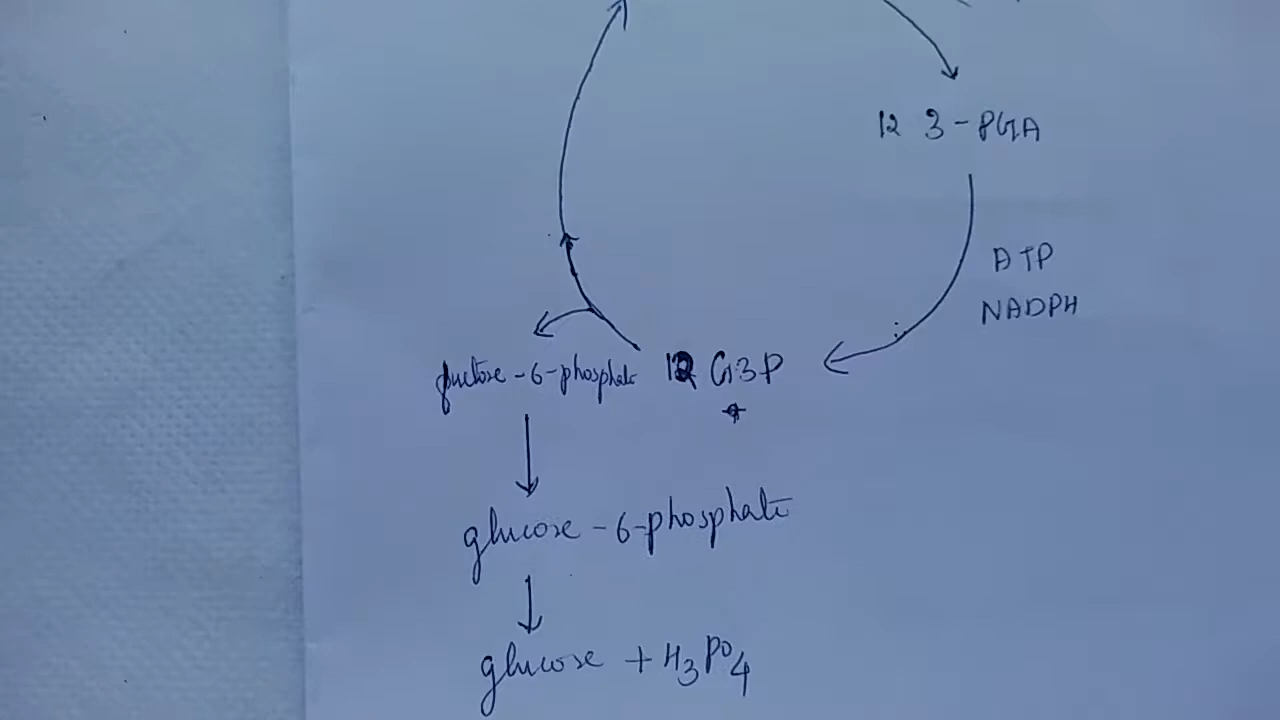 12 3-PGA
ATP
NADPH
fructose-6-phosphate 12 G3P
glucose-6-phosphate
glucose + H3PO4